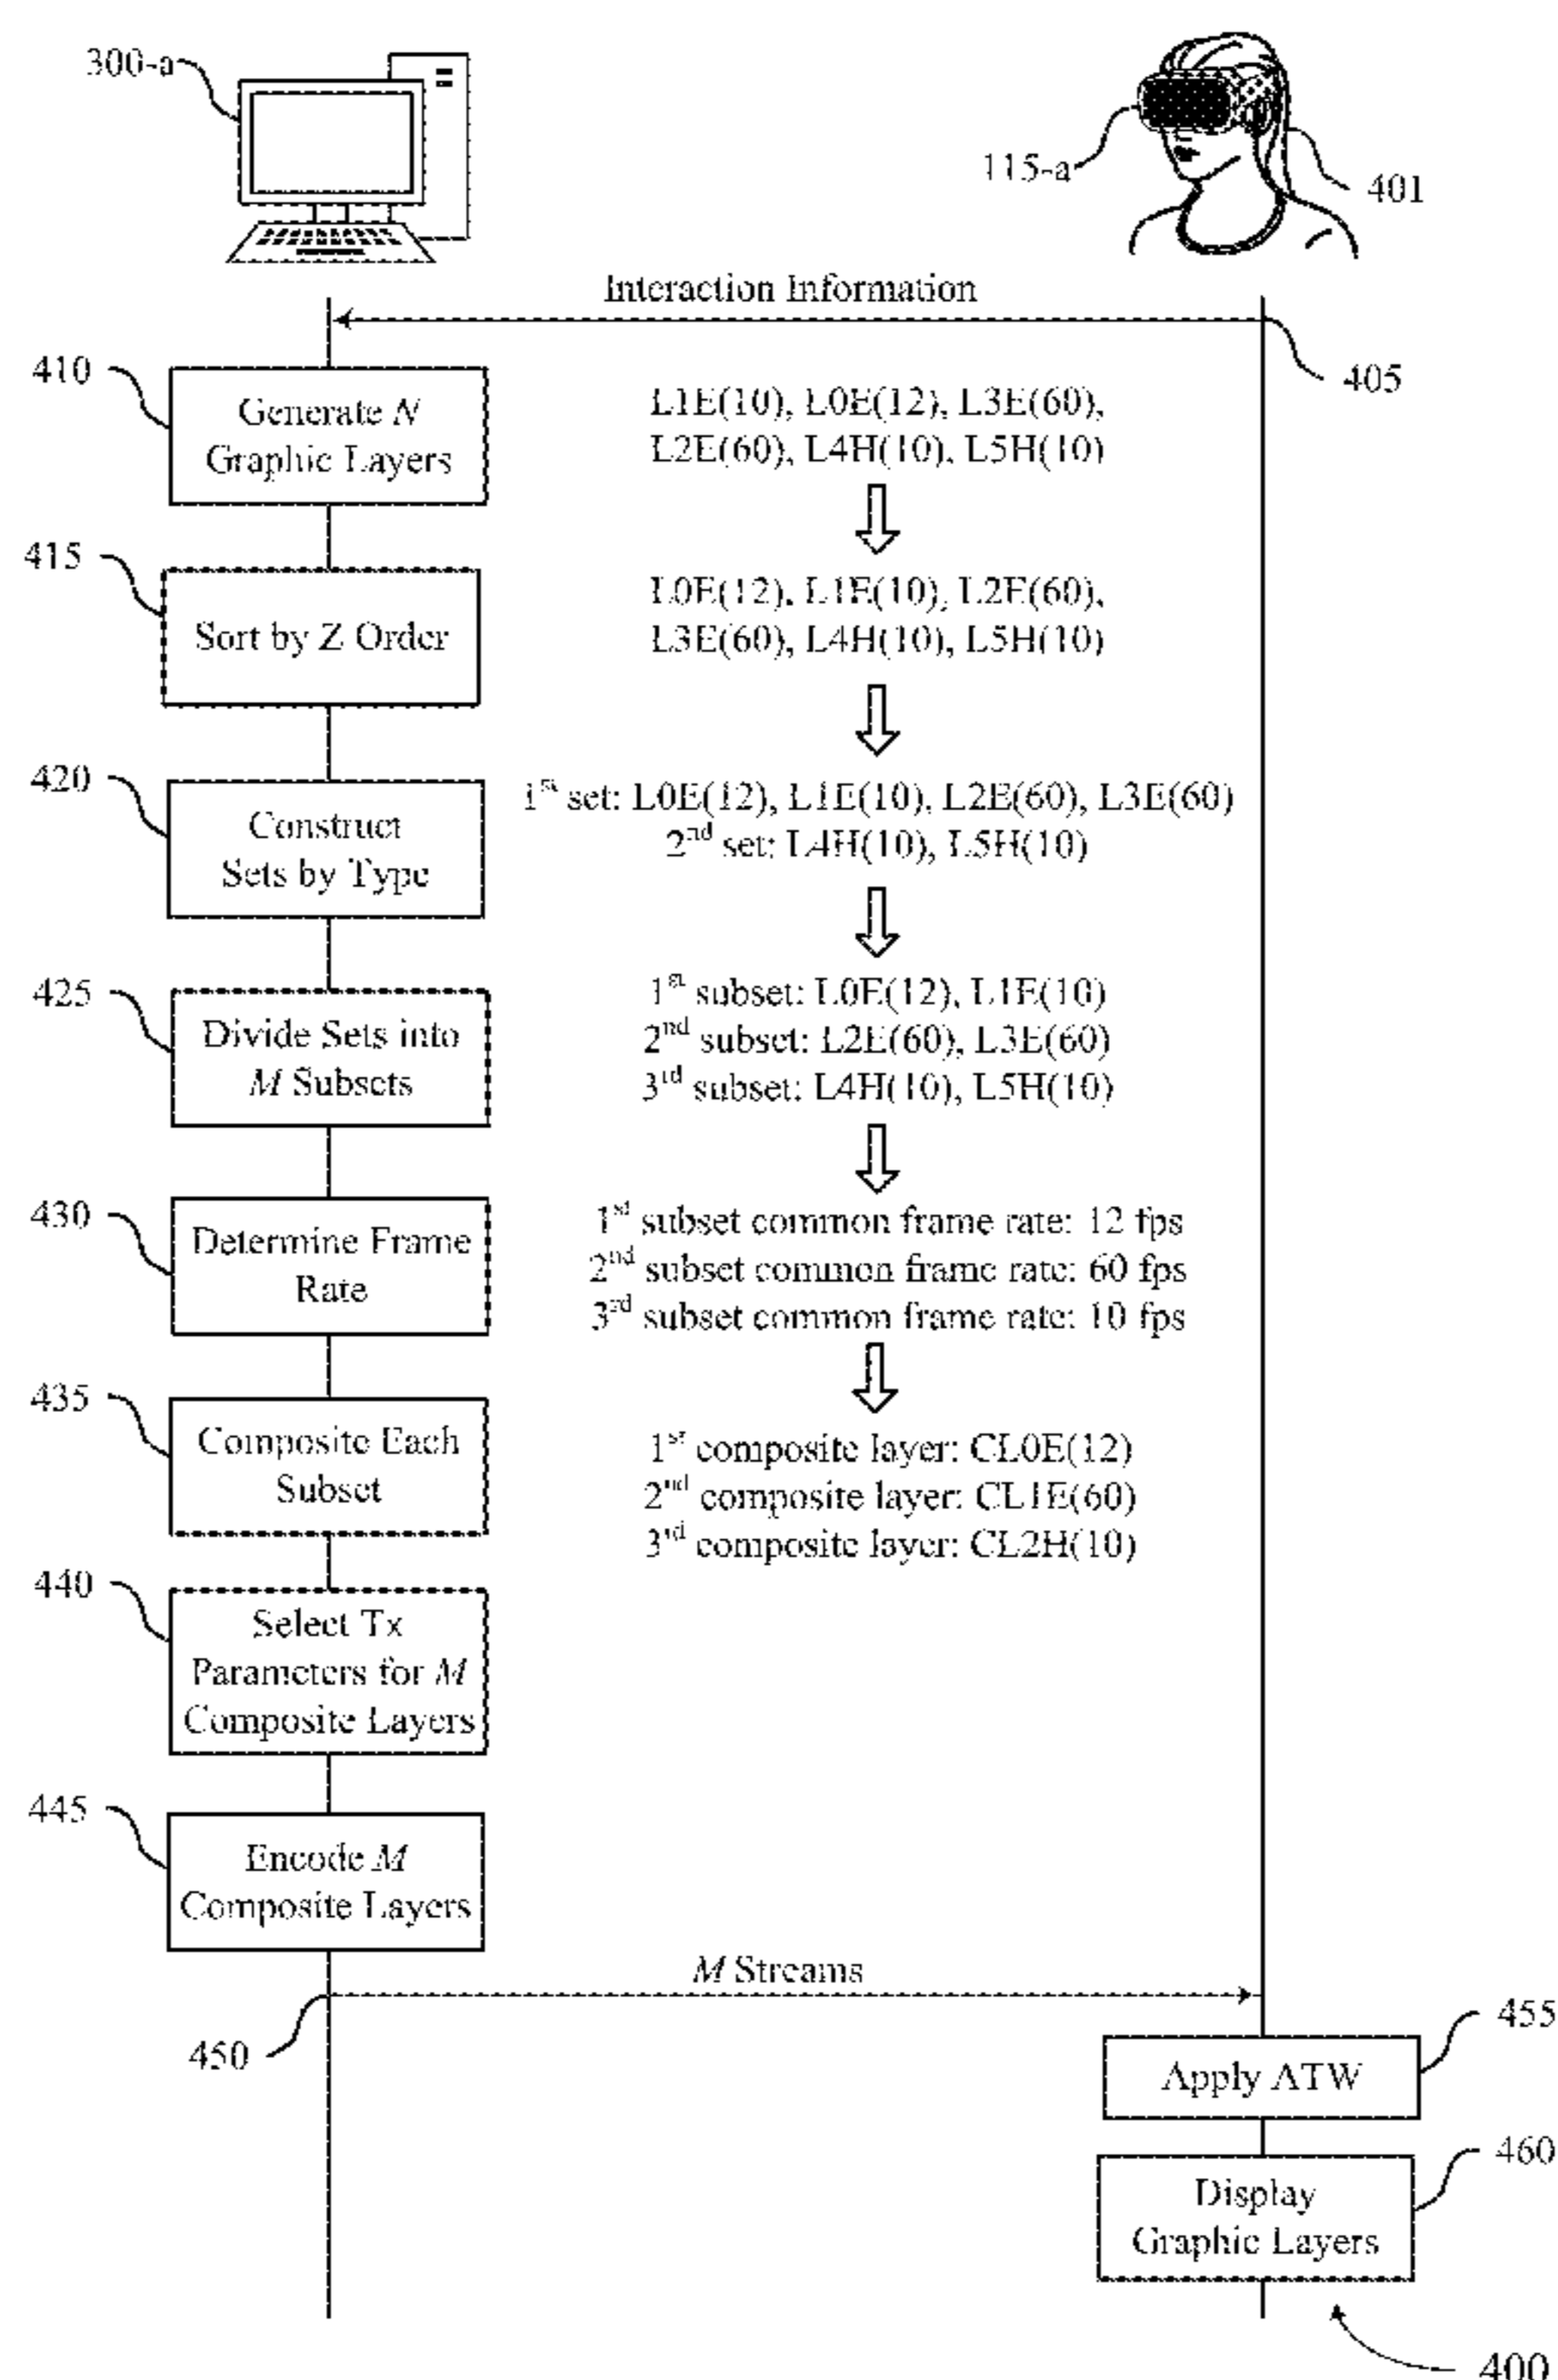 300-a
115-a
401
Interaction Information
405
410
Generate N
Graphic Layers
L1E(10), L0E(12), L3E(60),
L2E(60), L4H(10), L5H(10)
415
Sort by Z Order
L0E(12), L1E(10), L2E(60),
L3E(60), L4H(10), L5H(10)
420
Construct
Sets by Type
1st set: L0E(12), L1E(10), L2E(60), L3E(60)
2nd set: L4H(10), L5H(10)
425
Divide Sets into
M Subsets
1st subset: L0E(12), L1E(10)
2nd subset: L2E(60), L3E(60)
3rd subset: L4H(10), L5H(10)
430
Determine Frame
Rate
1st subset common frame rate: 12 fps
2nd subset common frame rate: 60 fps
3rd subset common frame rate: 10 fps
435
Composite Each
Subset
1st composite layer: CL0E(12)
2nd composite layer: CL1E(60)
3rd composite layer: CL2H(10)
440
Select Tx
Parameters for M
Composite Layers
445
Encode M
Composite Layers
M Streams
450
455
Apply ATW
460
Display
Graphic Layers
400